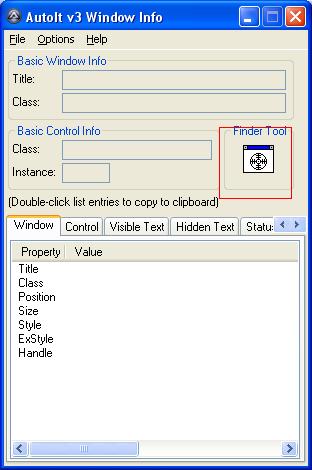 AutoIt v3 Window Info
File Options Help
Basic Window Info
Title:
Class:
Basic Control Info
Finder Tool
Class:
Instance:
(Double-click list entries to copy to clipboard)
Window Control Visible Text Hidden Text Status
Property Value
Title
Class
Position
Size
Style
ExStyle
Handle